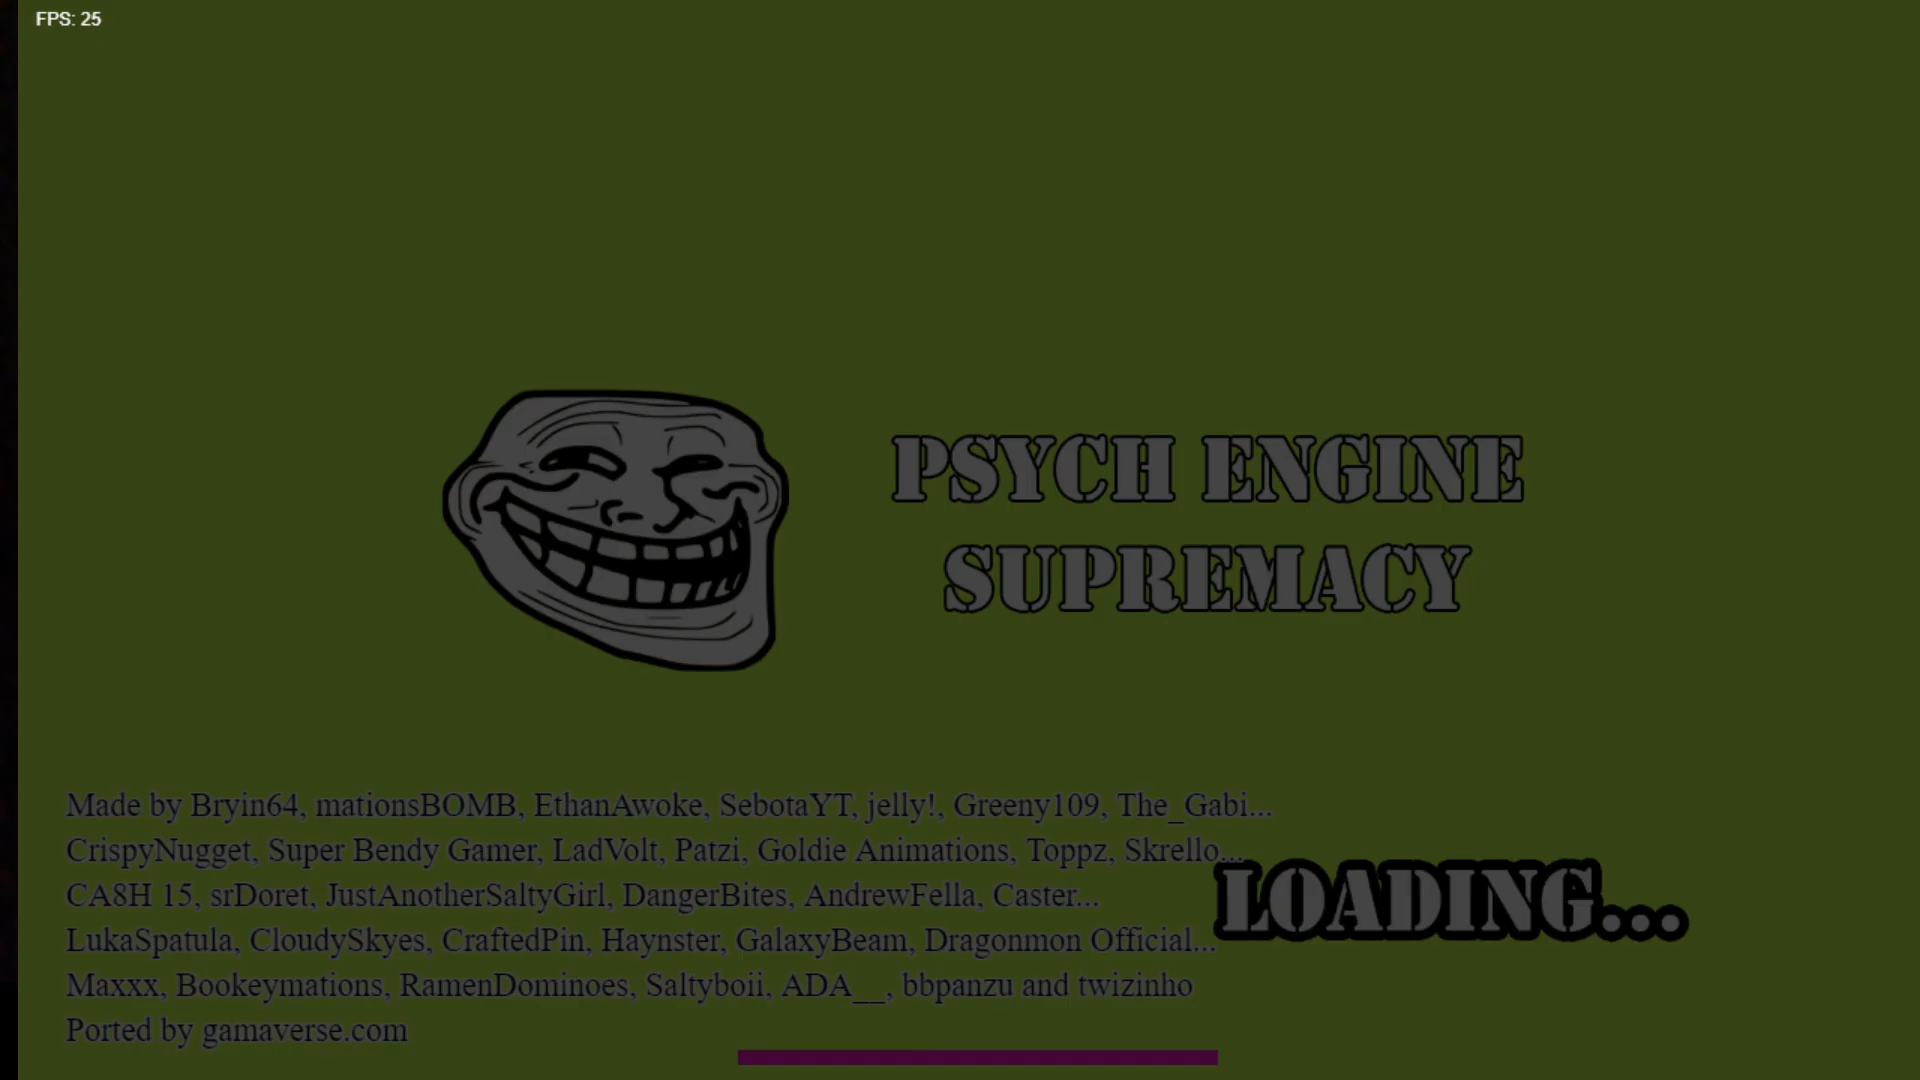 FPS: 25
PSYCH ENGINE
SUPREMACY
Made by Bryin64, mationsBOMB, EthanAwoke, SebotaYT, jelly!, Greeny109, The_Gabi...
CrispyNugget, Super Bendy Gamer, LadVolt, Patzi, Goldie Animations, Toppz, Skrello...
CA8H 15, srDoret, JustAnotherSaltyGirl, DangerBites, AndrewFella, Caster...
LukaSpatula, CloudySkyes, CraftedPin, Haynster, GalaxyBeam, Dragonmon Official...
Maxxx, Bookeymations, RamenDominoes, Saltyboii, ADA__, bbpanzu and twizinho
Ported by gamaverse.com
LOADING...